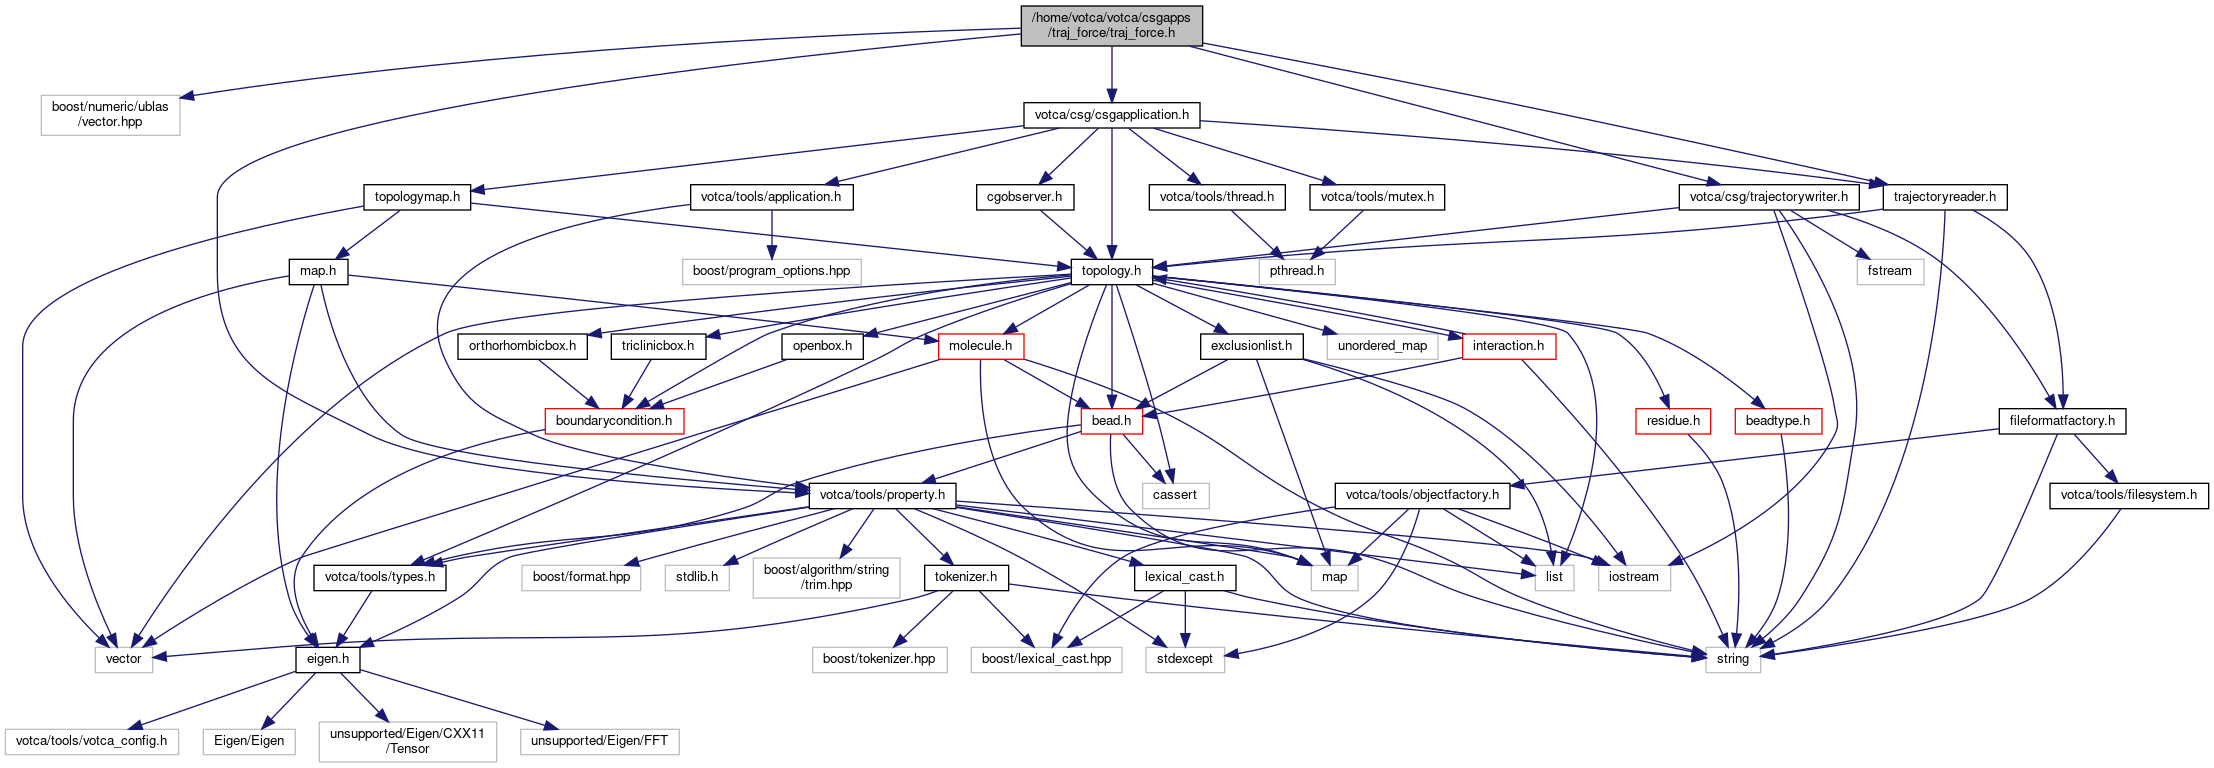 /home/votca/votca/csgapps
/traj_force/traj_force.h
boost/numeric/ublas
/vector.hpp
votca/csg/csgapplication.h
topologymap.h
votca/tools/application.h
cgobserver.h
votca/tools/thread.h
votca/tools/mutex.h
votca/csg/trajectorywriter.h
trajectoryreader.h
map.h
boost/program_options.hpp
topology.h
pthread.h
fstream
orthorhombicbox.h
triclinicbox.h
openbox.h
molecule.h
exclusionlist.h
unordered_map
interaction.h
boundarycondition.h
bead.h
residue.h
beadtype.h
fileformatfactory.h
votca/tools/property.h
cassert
votca/tools/objectfactory.h
votca/tools/filesystem.h
votca/tools/types.h
boost/format.hpp
stdlib.h
boost/algorithm/string
/trim.hpp
tokenizer.h
lexical_cast.h
map
list
iostream
vector
eigen.h
boost/tokenizer.hpp
boost/lexical_cast.hpp
stdexcept
string
votca/tools/votca_config.h
Eigen/Eigen
unsupported/Eigen/CXX11
/Tensor
unsupported/Eigen/FFT